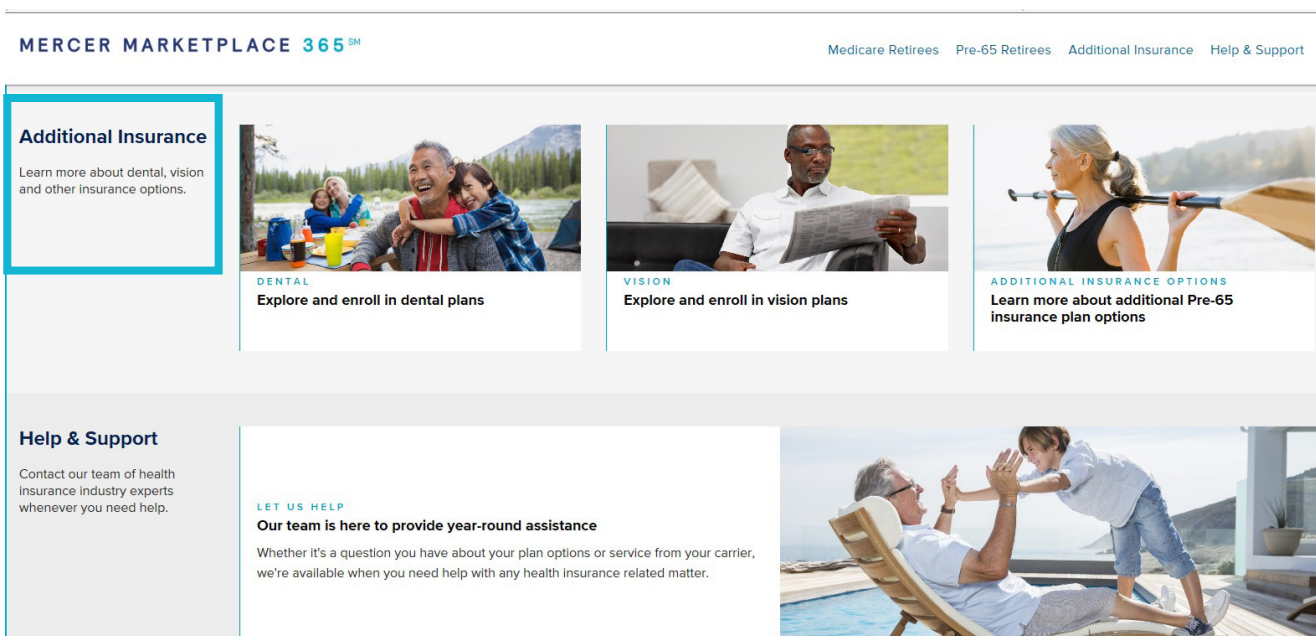 MERCER MARKETPLACE 365℠
Medicare Retirees Pre-65 Retirees Additional Insurance Help & Support
Additional Insurance
Learn more about dental, vision
and other insurance options.
DENTAL
Explore and enroll in dental plans
VISION
Explore and enroll in vision plans
ADDITIONAL INSURANCE OPTIONS
Learn more about additional Pre-65
insurance plan options
Help & Support
Contact our team of health
insurance industry experts
whenever you need help.
LET US HELP
Our team is here to provide year-round assistance
Whether it's a question you have about your plan options or service from your carrier,
we're available when you need help with any health insurance related matter.